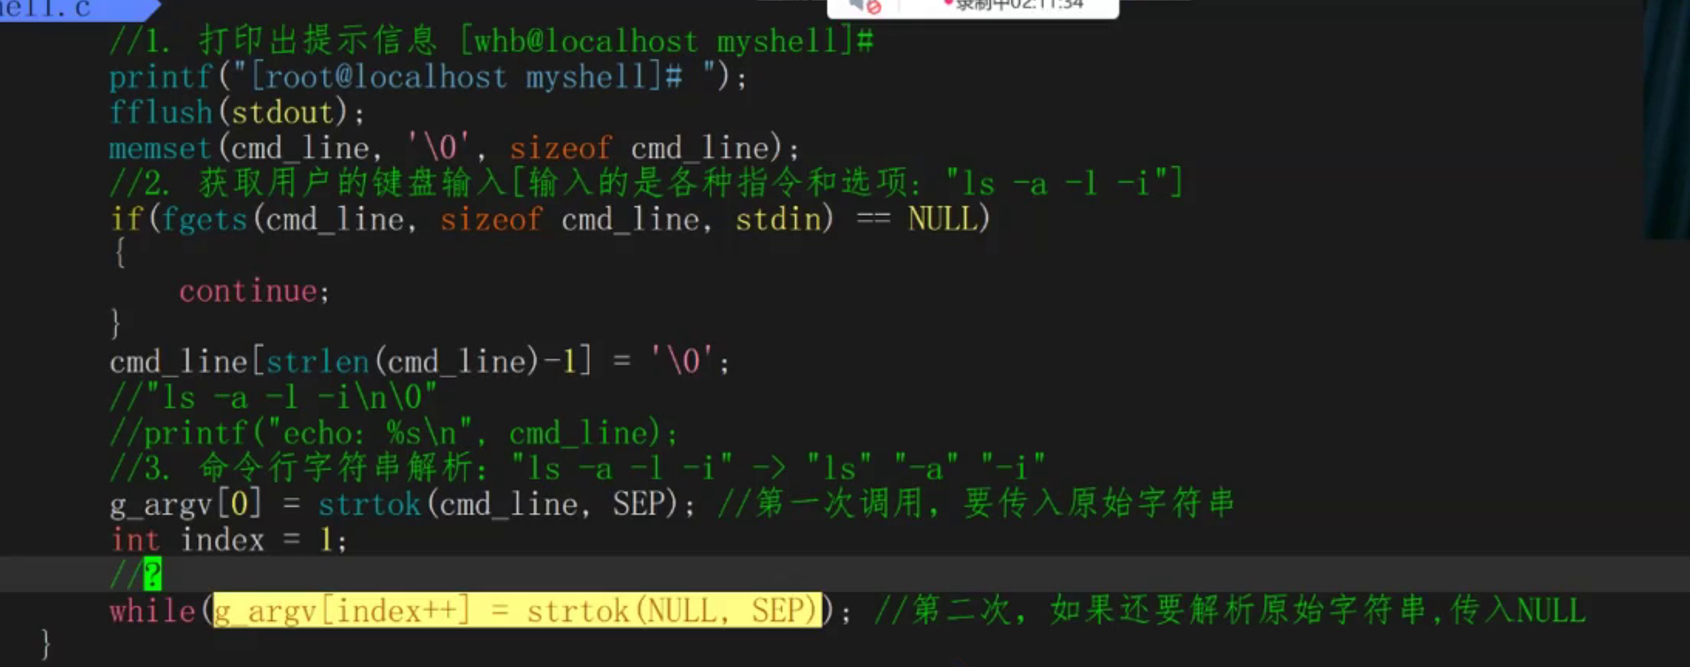 ell.c
录制中02:11:34
//1. 打印出提示信息 [whb@localhost myshell]#
printf("[root@localhost myshell]# ");
fflush(stdout);
memset(cmd_line, '\0', sizeof cmd_line);
//2. 获取用户的键盘输入[输入的是各种指令和选项: "ls -a -l -i"]
if(fgets(cmd_line, sizeof cmd_line, stdin) == NULL)
{
continue;
}
cmd_line[strlen(cmd_line)-1] = '\0';
//"ls -a -l -i\n\0"
//printf("echo: %s\n", cmd_line);
//3. 命令行字符串解析: "ls -a -l -i" -> "ls" "-a" "-i"
g_argv[0] = strtok(cmd_line, SEP); //第一次调用, 要传入原始字符串
int index = 1;
//?
while(g_argv[index++] = strtok(NULL, SEP)); //第二次, 如果还要解析原始字符串,传入NULL
}